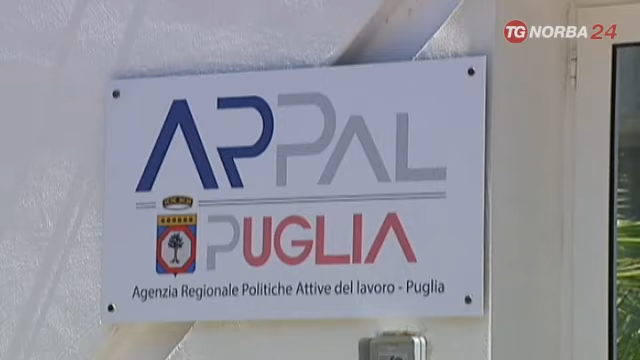 TG NORBA 24
ARPAL
PUGLIA
Agenzia Regionale Politiche Attive del lavoro - Puglia